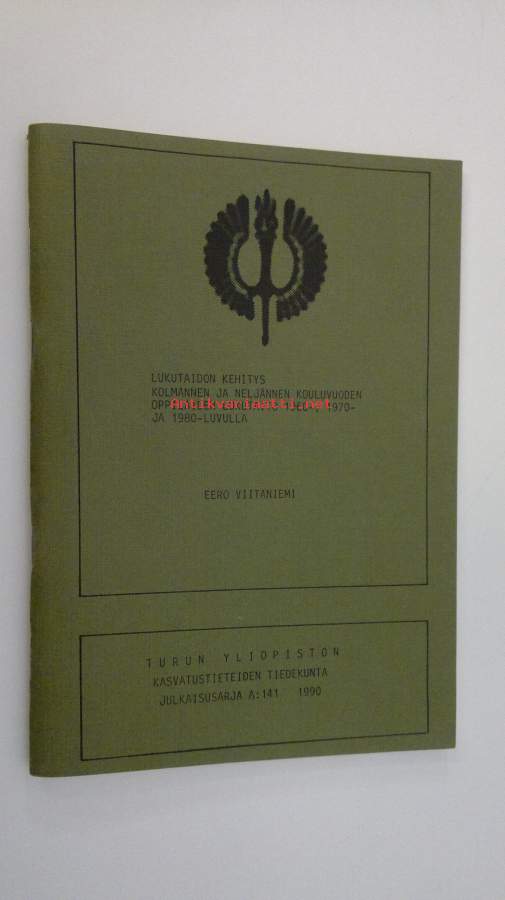 LUKUTAIDON KEHITYS
KOLMANNEN JA NELJÄNNEN KOULUVUODEN
Antikvariaatti.net 1970-
JA 1980-LUVULLA
EERO VIITANIEMI
TURUN YLIOPISTON
KASVATUSTIETEIDEN TIEDEKUNTA
JULKAISUSARJA A:141 1990